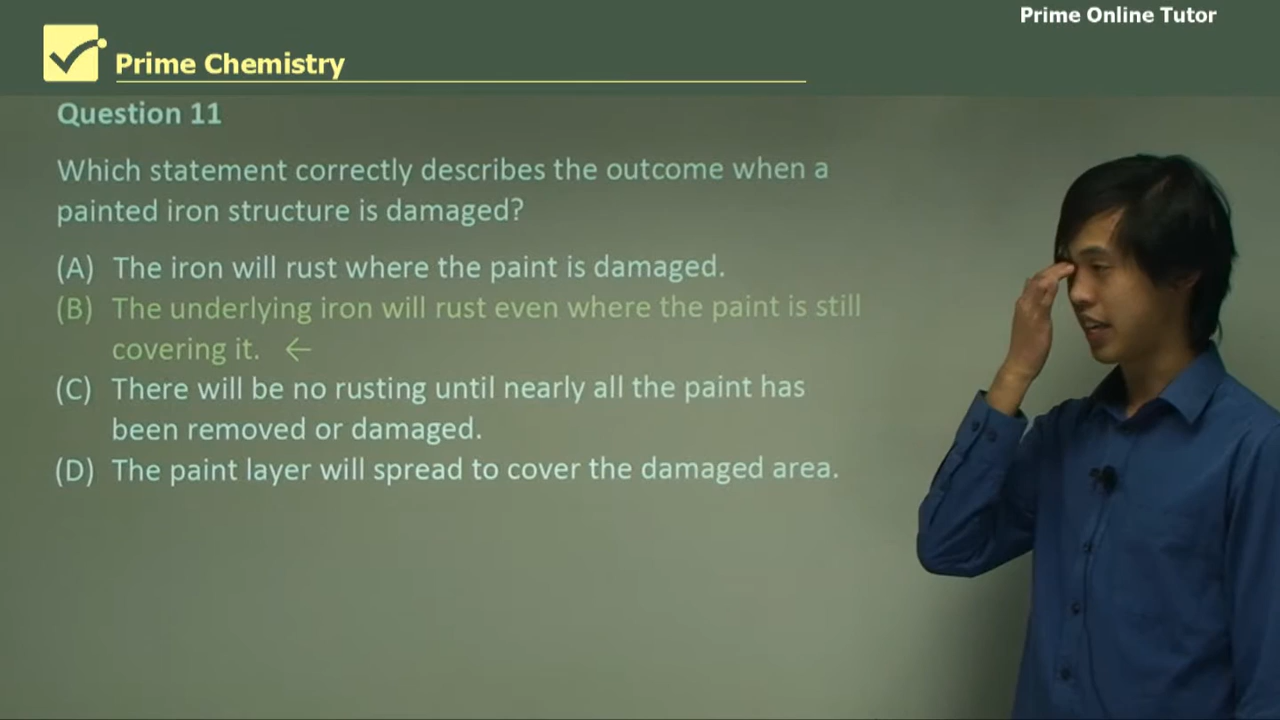 Prime Online Tutor
Prime Chemistry
Question 11
Which statement correctly describes the outcome when a
painted iron structure is damaged?
(A) The iron will rust where the paint is damaged.
(B) The underlying iron will rust even where the paint is still
covering it. ←
(C) There will be no rusting until nearly all the paint has
been removed or damaged.
(D) The paint layer will spread to cover the damaged area.